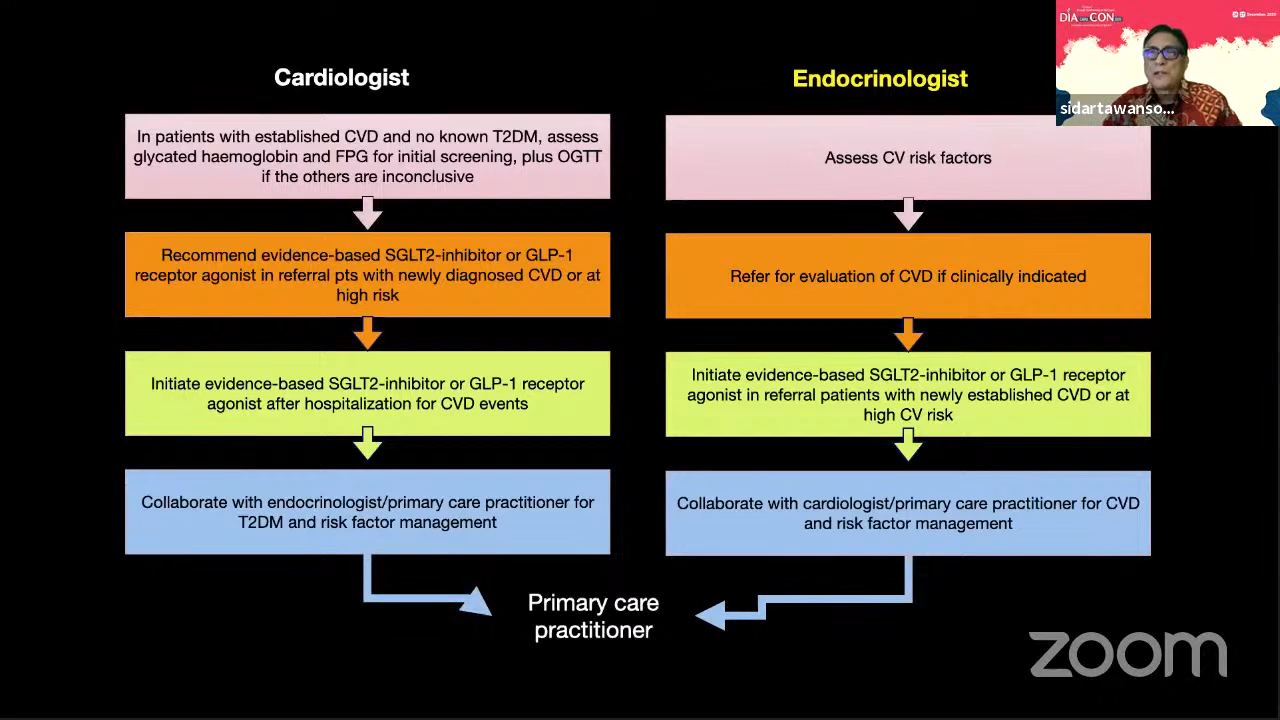 Cardiologist
In patients with established CVD and no known T2DM, assess
glycated haemoglobin and FPG for initial screening, plus OGTT
if the others are inconclusive
Recommend evidence-based SGLT2-inhibitor or GLP-1
receptor agonist in referral pts with newly diagnosed CVD or at
high risk
Initiate evidence-based SGLT2-inhibitor or GLP-1 receptor
agonist after hospitalization for CVD events
Collaborate with endocrinologist/primary care practitioner for
T2DM and risk factor management
Endocrinologist
Assess CV risk factors
Refer for evaluation of CVD if clinically indicated
Initiate evidence-based SGLT2-inhibitor or GLP-1 receptor
agonist in referral patients with newly established CVD or at
high CV risk
Collaborate with cardiologist/primary care practitioner for CVD
and risk factor management
Primary care
practitioner
DIA CON
sidartawanso...
zoom